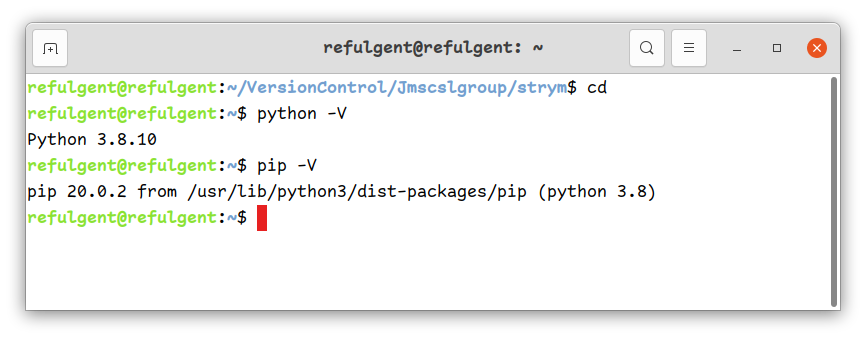 refulgent@refulgent: ~
refulgent@refulgent:~/VersionControl/Jmscslgroup/strym$ cd
refulgent@refulgent:~$ python -V
Python 3.8.10
refulgent@refulgent:~$ pip -V
pip 20.0.2 from /usr/lib/python3/dist-packages/pip (python 3.8)
refulgent@refulgent:~$